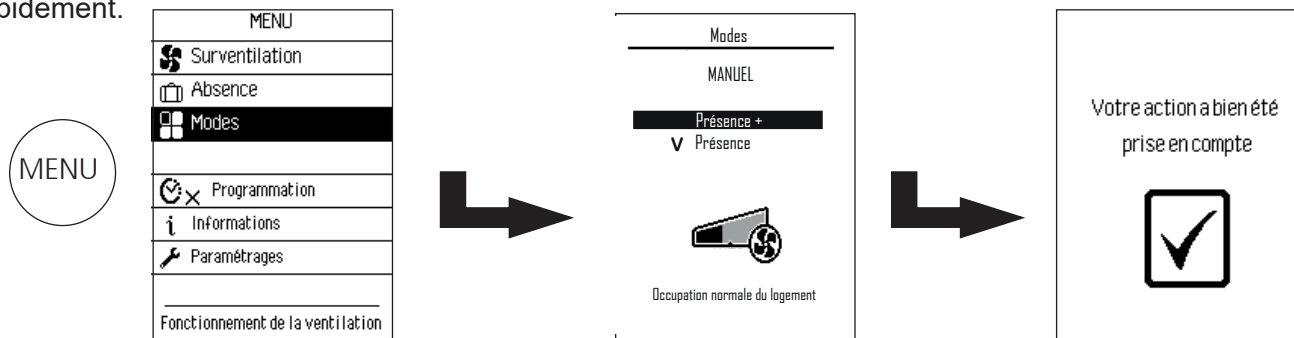 MENU
MENU
Surventilation
Absence
Modes
Programmation
Informations
Paramétrages
Fonctionnement de la ventilation
Modes
MANUEL
Présence +
V Présence
Occupation normale du logement
Votre action a bien été
prise en compte